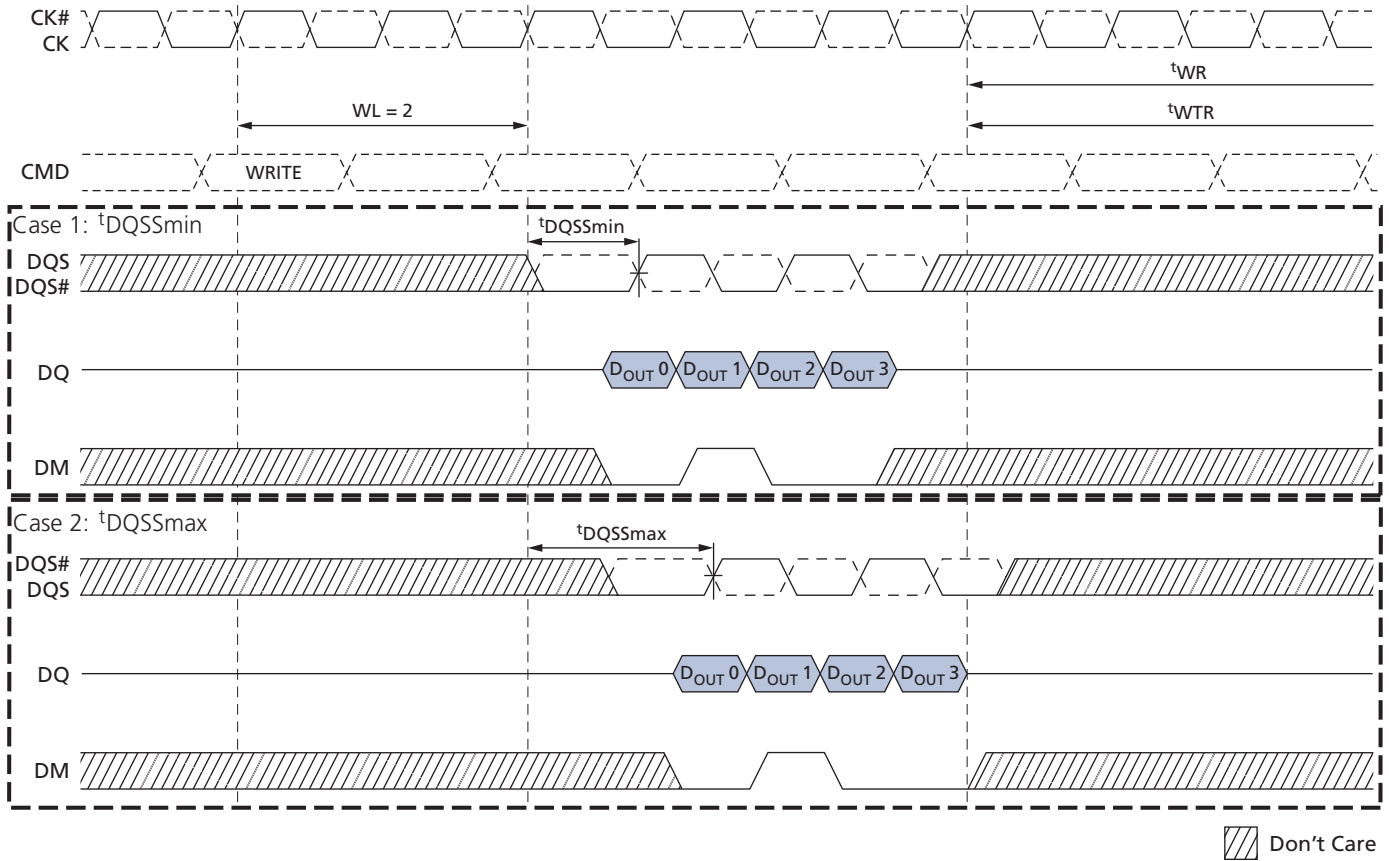 CK#
CK
tWR
WL = 2
tWTR
CMD
WRITE
Case 1: tDQSSmin
tDQSSmin
DQS
DQS#
DQ
DOUT 0 DOUT 1 DOUT 2 DOUT 3
DM
Case 2: tDQSSmax
tDQSSmax
DQS#
DQS
DQ
DOUT 0 DOUT 1 DOUT 2 DOUT 3
DM
Don't Care